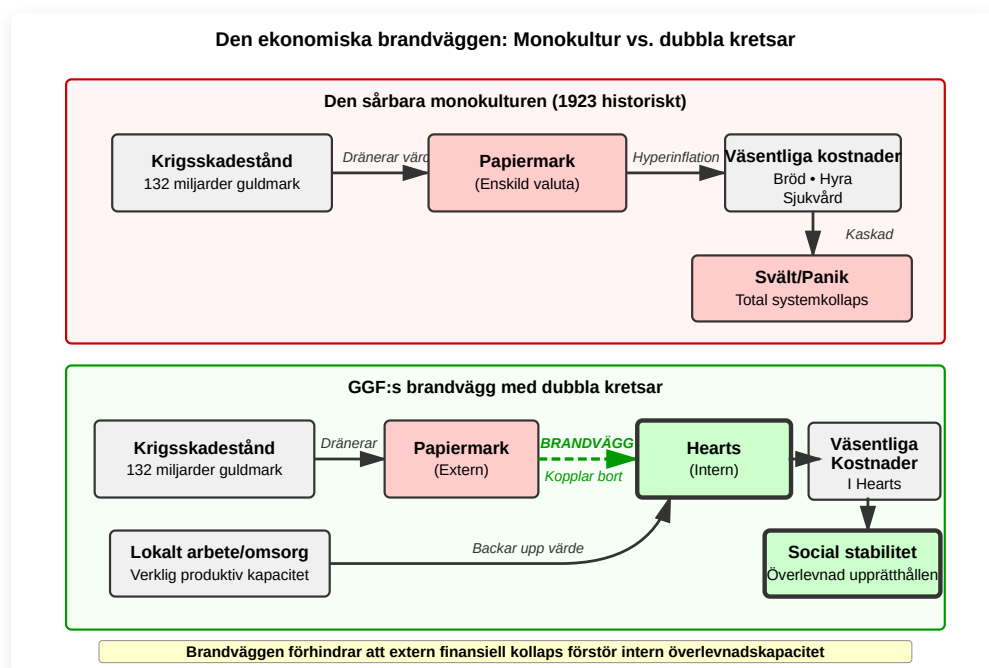 Den ekonomiska brandväggen: Monokultur vs. dubbla kretsar
Den sårbara monokulturen (1923 historiskt)
Krigsskadestånd
132 miljarder guldmark
Dränerar värd
Papiermark
(Enskild valuta)
Hyperinflation
Väsentliga kostnader
Bröd • Hyra
Sjukvård
Kaskad
Svält/Panik
Total systemkollaps
GGF:s brandvägg med dubbla kretsar
Krigsskadestånd
132 miljarder guldmark
Dränerar
Papiermark
(Extern)
BRANDVÄGG
Kopplar bort
Hearts
(Intern)
Väsentliga
Kostnader
I Hearts
Lokalt arbete/omsorg
Verklig produktiv kapacitet
Backar upp värde
Social stabilitet
Överlevnad upprätthållen
Brandväggen förhindrar att extern finansiell kollaps förstör intern överlevnadskapacitet